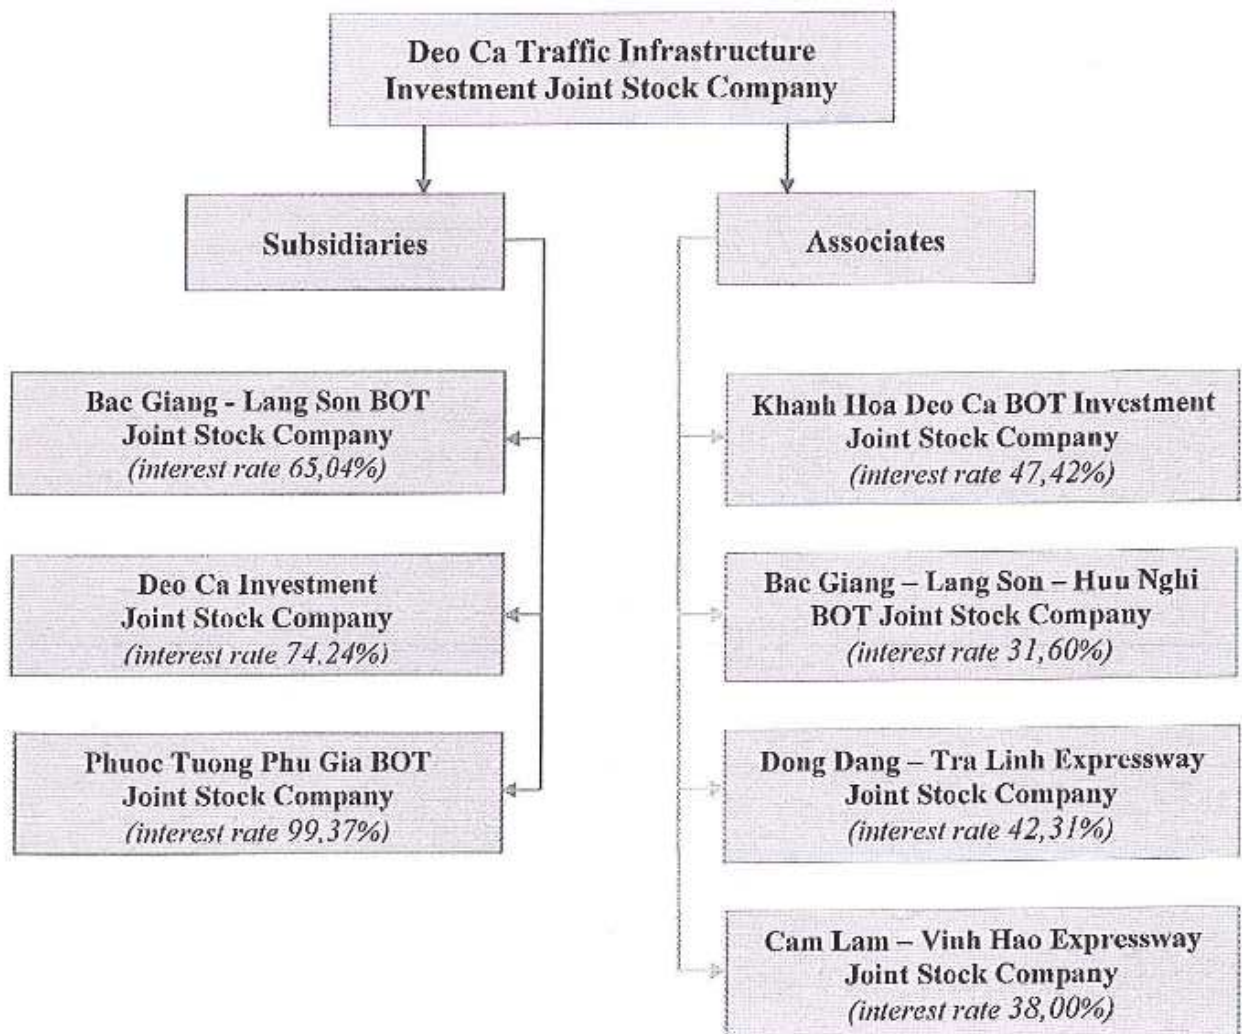 Deo Ca Traffic Infrastructure
Investment Joint Stock Company
Subsidiaries
Associates
Bac Giang - Lang Son BOT
Joint Stock Company
(interest rate 65,04%)
Deo Ca Investment
Joint Stock Company
(interest rate 74,24%)
Phuoc Tuong Phu Gia BOT
Joint Stock Company
(interest rate 99,37%)
Khanh Hoa Deo Ca BOT Investment
Joint Stock Company
(interest rate 47,42%)
Bac Giang – Lang Son – Huu Nghi
BOT Joint Stock Company
(interest rate 31,60%)
Dong Dang – Tra Linh Expressway
Joint Stock Company
(interest rate 42,31%)
Cam Lam – Vinh Hao Expressway
Joint Stock Company
(interest rate 38,00%)